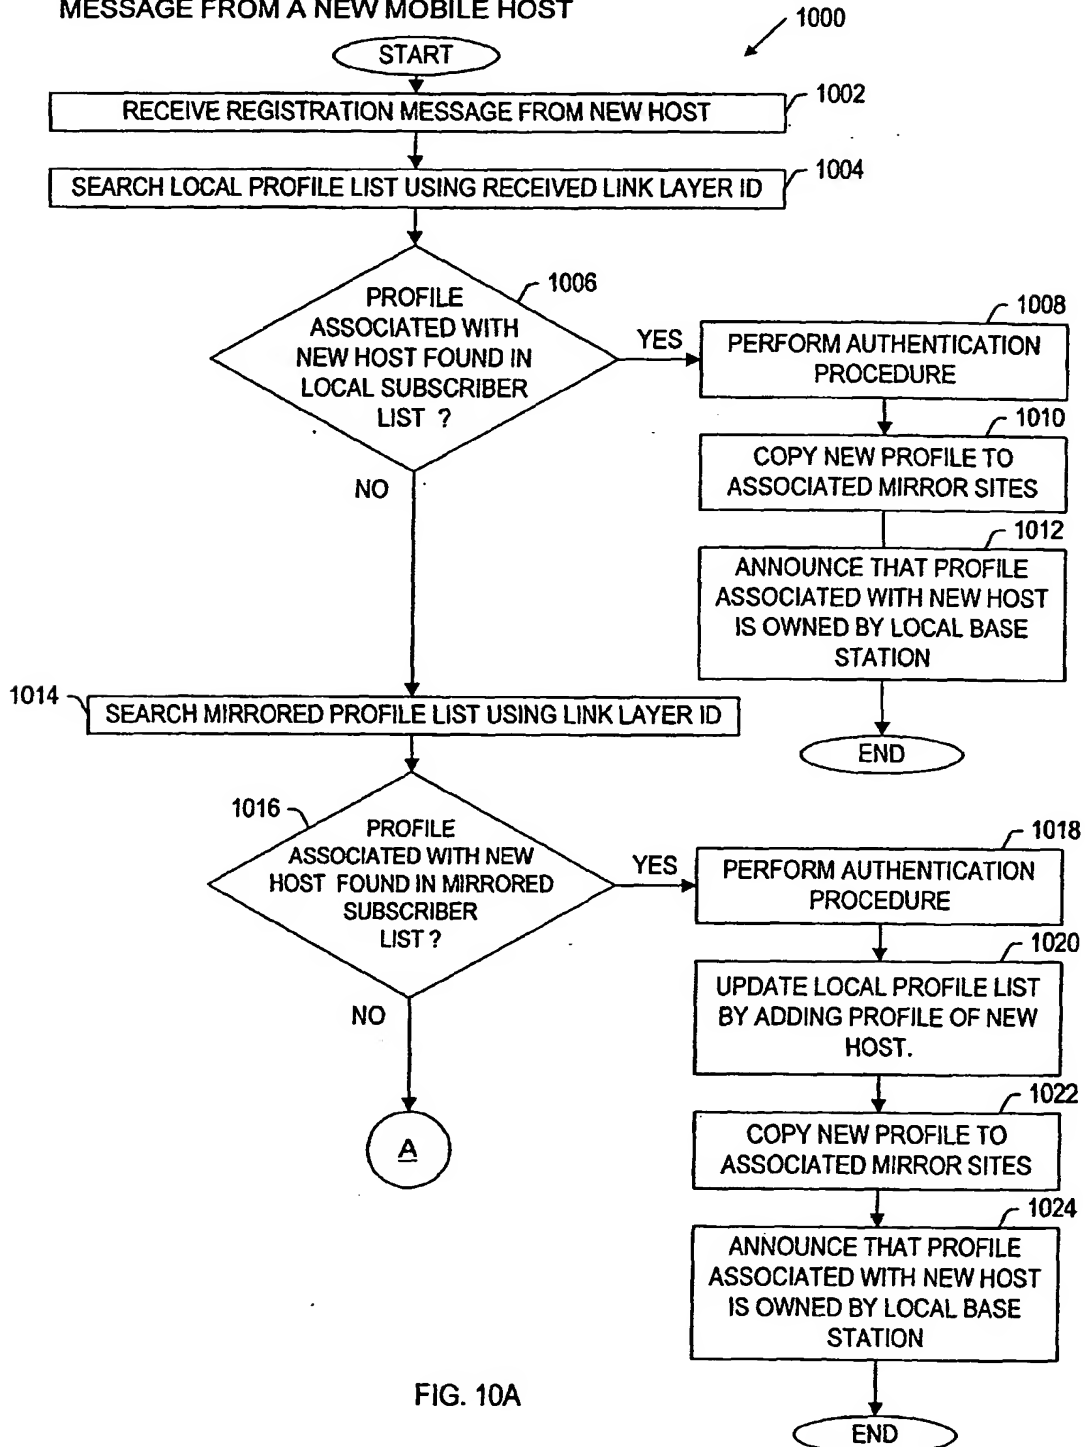 MESSAGE FROM A NEW MOBILE HOST
1000
START
1002
RECEIVE REGISTRATION MESSAGE FROM NEW HOST
1004
SEARCH LOCAL PROFILE LIST USING RECEIVED LINK LAYER ID
1006
PROFILE
ASSOCIATED WITH
NEW HOST FOUND IN
LOCAL SUBSCRIBER
LIST ?
YES
NO
1008
PERFORM AUTHENTICATION
PROCEDURE
1010
COPY NEW PROFILE TO
ASSOCIATED MIRROR SITES
1012
ANNOUNCE THAT PROFILE
ASSOCIATED WITH NEW HOST
IS OWNED BY LOCAL BASE
STATION
END
1014
SEARCH MIRRORED PROFILE LIST USING LINK LAYER ID
1016
PROFILE
ASSOCIATED WITH NEW
HOST FOUND IN MIRRORED
SUBSCRIBER
LIST ?
YES
NO
A
1018
PERFORM AUTHENTICATION
PROCEDURE
1020
UPDATE LOCAL PROFILE LIST
BY ADDING PROFILE OF NEW
HOST.
1022
COPY NEW PROFILE TO
ASSOCIATED MIRROR SITES
1024
ANNOUNCE THAT PROFILE
ASSOCIATED WITH NEW HOST
IS OWNED BY LOCAL BASE
STATION
END
FIG. 10A